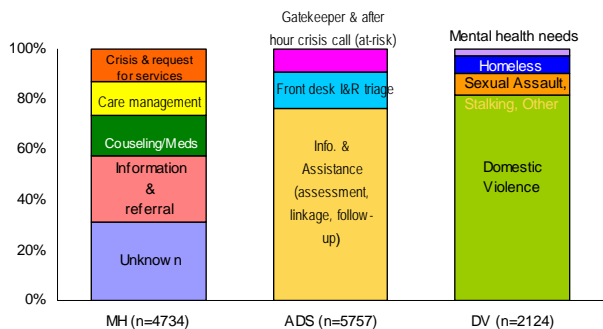 Gatekeeper & after
hour crisis call (at-risk)
Mental health needs
100%
80%
60%
40%
20%
0%
Crisis & request
for services
Care management
Couseling/Meds
Information
&
referral
Unknown
Front desk I&R triage
Info. &
Assistance
(assessment,
linkage, follow-
up)
Homeless
Sexual Assault,
Stalking, Other
Domestic
Violence
MH (n=4734)
ADS (n=5757)
DV (n=2124)